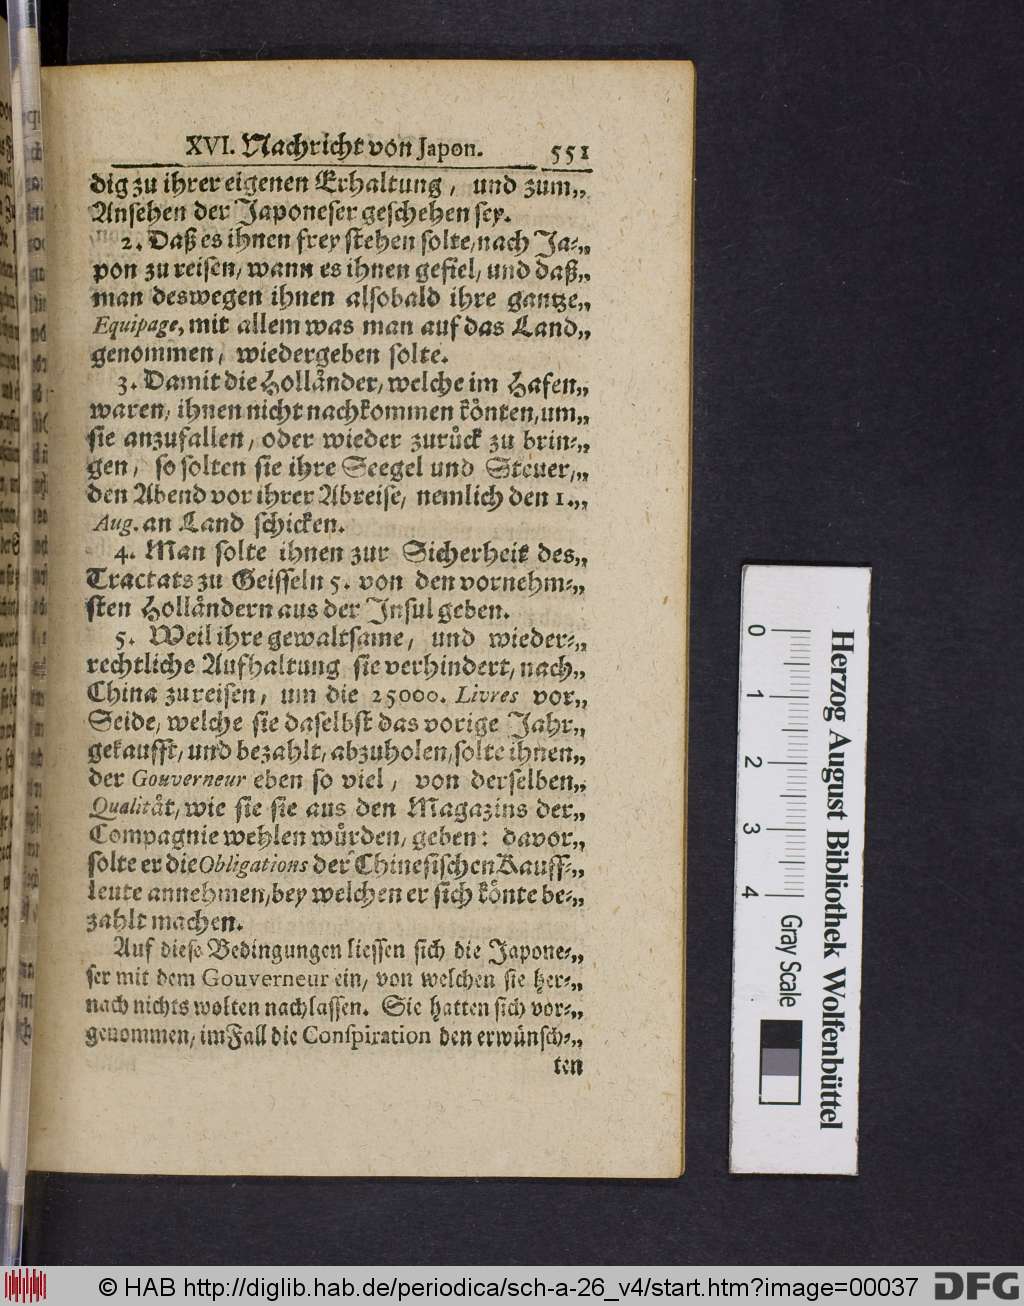 XVI. Nachricht von Japon. 551
dig zu ihrer eigenen Erhaltung, und zum„
Ansehen der Japoneser geschehen sey.
2. Daß es ihnen frey stehen solte, nach Ja-„
pon zu reisen, wann es ihnen gefiel, und daß„
man deswegen ihnen alsobald ihre gantze„
Equipage, mit allem was man auf das Land„
genommen, wiedergeben solte.
3. Damit die Holländer, welche im Hafen„
waren, ihnen nicht nachkommen könten, um„
sie anzufallen, oder wieder zurück zu brin-„
gen, so solten sie ihre Seegel und Steuer,„
den Abend vor ihrer Abreise, nemlich den 1.„
Aug. an Land schicken.
4. Man solte ihnen zur Sicherheit des„
Tractats zu Geisseln 5. von den vornehm-„
sten Holländern aus der Insul geben.
5. Weil ihre gewaltsame, und wieder-„
rechtliche Aufhaltung sie verhindert, nach„
China zu reisen, um die 25000. Livres vor„
Seide, welche sie daselbst das vorige Jahr„
gekaufft, und bezahlt, abzuholen, solte ihnen„
der Gouverneur eben so viel, von derselben„
Qualität, wie sie sie aus den Magazins der„
Compagnie wehlen würden, geben: davor„
solte er die Obligations der Chinesischen Kauff-„
leute annehmen, bey welchen er sich könte be-„
zahlt machen.
Auf diese Bedingungen liessen sich die Japone-„
ser mit dem Gouverneur ein, von welchen sie her-„
nach nichts wolten nachlassen. Sie hatten sich vor-„
genommen, im Fall die Conspiration den erwünsch-„
ten
0 1 2 3 4
Herzog August Bibliothek Wolfenbüttel
Gray Scale
© HAB http://diglib.hab.de/periodica/sch-a-26_v4/start.htm?image=00037 DFG